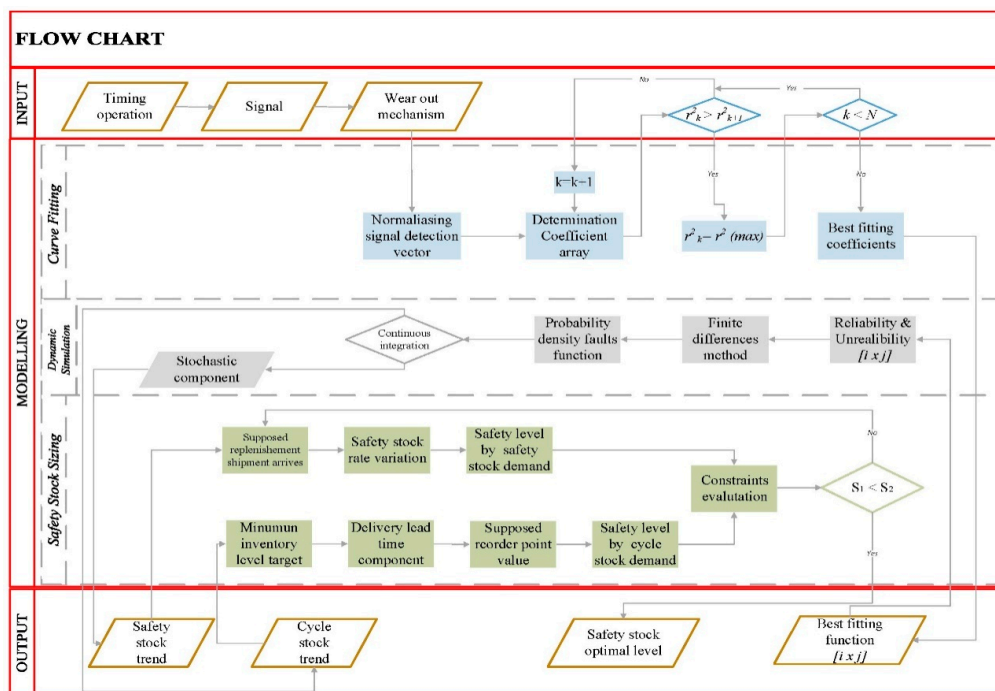 FLOW CHART
INPUT
Timing
operation
Signal
Wear out
mechanism
No
r²k > r²k+1
Yes
k < N
MODELLING
Curve Fitting
k=k+1
Yes
No
Normaliasing
signal detection
vector
Determination
Coefficient
array
r²k= r² (max)
Best fitting
coefficients
Dynamic
Simulation
Continuous
integration
Probability
density faults
function
Finite
differences
method
Reliability &
Unrealibility
[i x j]
Stochastic
component
Safety Stock Sizing
Supposed
replenishement
shipment arrives
Safety stock
rate variation
Safety level
by safety
stock demand
No
Constraints
evalutation
S1 < S2
Minumun
inventory
level target
Delivery lead
time
component
Supposed
reorder point
value
Safety level
by cycle
stock demand
Yes
OUTPUT
Safety
stock
trend
Cycle
stock
trend
Safety stock
optimal level
Best fitting
function
[i x j]